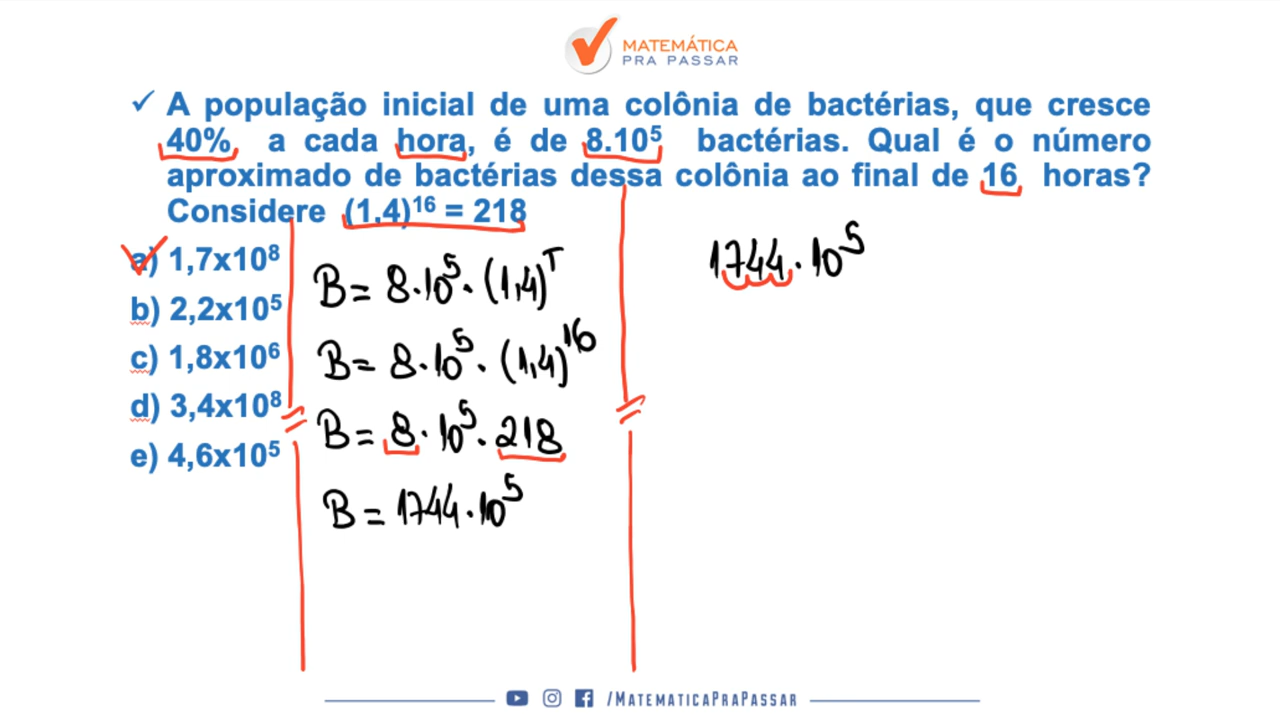 MATEMÁTICA
PRA PASSAR
✓ A população inicial de uma colônia de bactérias, que cresce
40% a cada hora, é de 8.10⁵ bactérias. Qual é o número
aproximado de bactérias dessa colônia ao final de 16 horas?
Considere (1,4)¹⁶ = 218
a) 1,7x10⁸
b) 2,2x10⁵
c) 1,8x10⁶
d) 3,4x10⁸
e) 4,6x10⁵
B = 8·10⁵·(1,4)ᵀ
B = 8·10⁵·(1,4)¹⁶
B = 8·10⁵·218
B = 1744·10⁵
1744·10⁵
/MATEMATICAPRAPASSAR